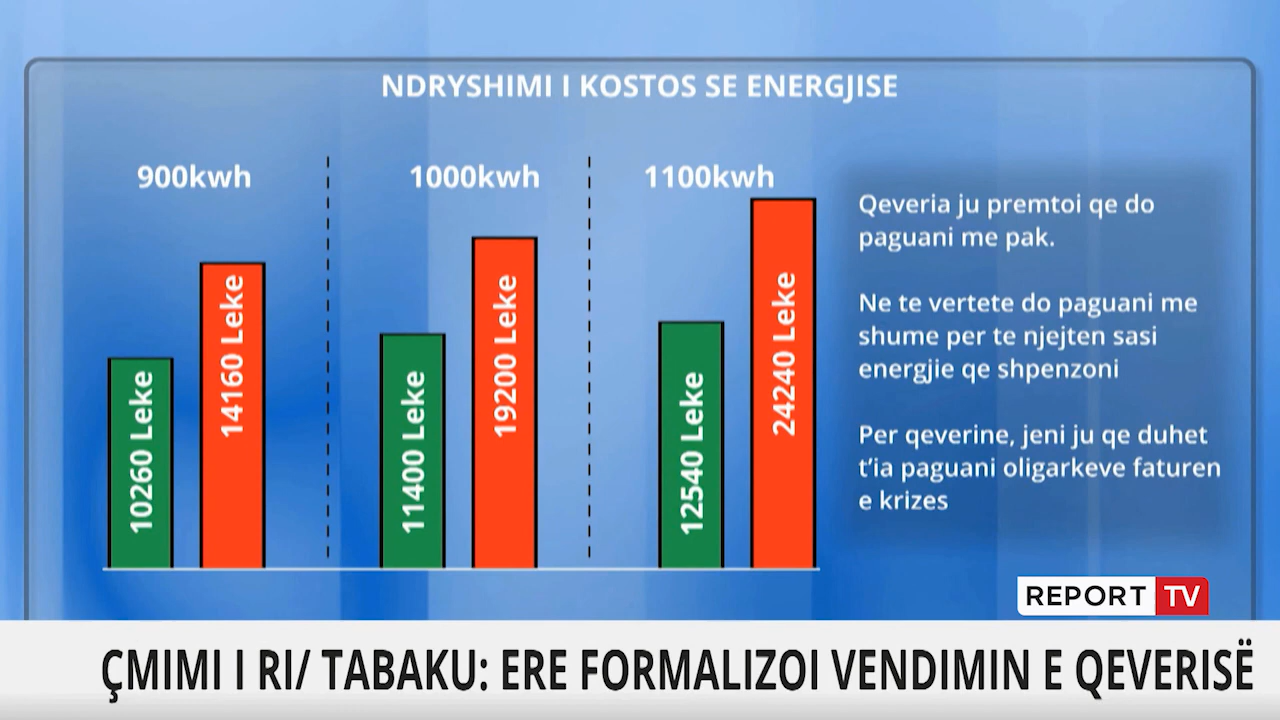 NDRYSHIMI I KOSTOS SE ENERGJISE
900kwh
1000kwh
1100kwh
10260 Leke
14160 Leke
11400 Leke
19200 Leke
12540 Leke
24240 Leke
Qeveria ju premtoi qe do
paguani me pak.
Ne te vertete do paguani me
shume per te njejten sasi
energjie qe shpenzoni
Per qeverine, jeni ju qe duhet
t’ia paguani oligarkeve faturen
e krizes
REPORT TV
ÇMIMI I RI/ TABAKU: ERE FORMALIZOI VENDIMIN E QEVERISË